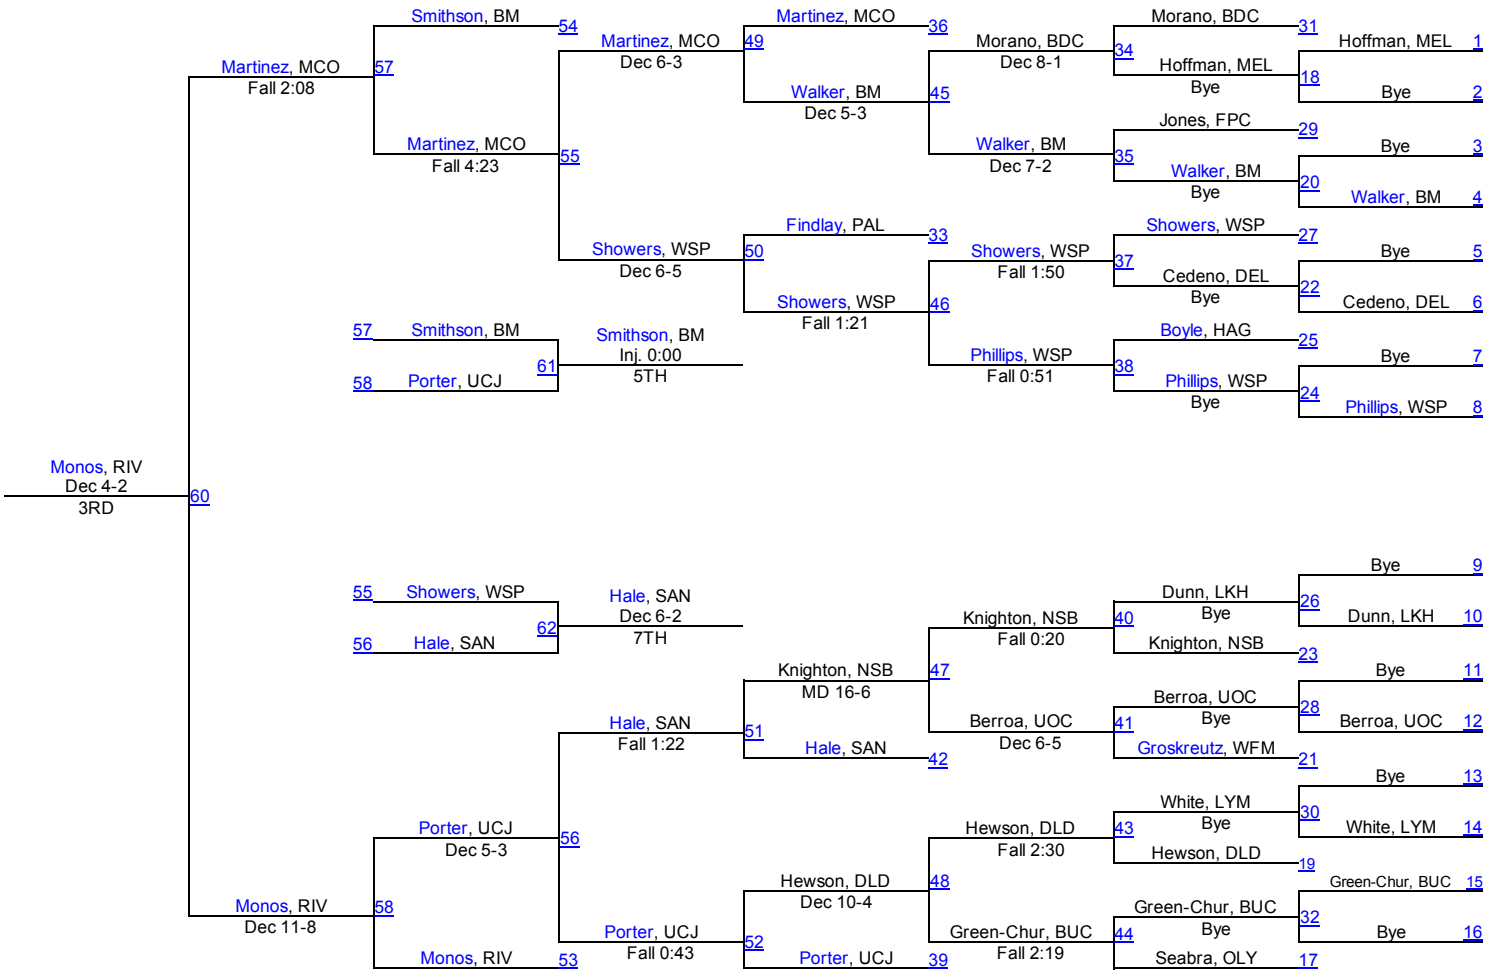 Smithson, BM 54 Martinez, MCO 36 Morano, BDC 31
Martinez, MCO 49 Morano, BDC 34 Hoffman, MEL 1
Dec 6-3 Dec 8-1
Martinez, MCO 57 Hoffman, MEL 18
Fall 2:08 Bye
Walker, BM 45 Bye 2
Dec 5-3
Jones, FPC 29
Martinez, MCO 55 Walker, BM 35 Bye 3
Fall 4:23 Dec 7-2
Walker, BM 20
Bye
Walker, BM 4
Findlay, PAL 33 Showers, WSP 27
Showers, WSP 50 Showers, WSP 37 Bye 5
Dec 6-5 Fall 1:50
Cedeno, DEL 22
Bye
Showers, WSP 46 Cedeno, DEL 6
Fall 1:21
57 Smithson, BM Smithson, BM Boyle, HAG 25
61 Inj. 0:00 Phillips, WSP 38 Bye 7
5TH Fall 0:51
58 Porter, UCJ Phillips, WSP 24
Bye
Phillips, WSP 8
Monos, RIV
Dec 4-2
60
3RD
Bye 9
55 Showers, WSP Hale, SAN Dunn, LKH 26
Dec 6-2 Bye
62 Knighton, NSB 40 Dunn, LKH 10
7TH Fall 0:20
56 Hale, SAN Knighton, NSB 23
Knighton, NSB 47 Bye 11
MD 16-6
Berroa, UOC 28
Bye
Hale, SAN 51 Berroa, UOC 41 Berroa, UOC 12
Fall 1:22 Dec 6-5
Hale, SAN 42 Groskreutz, WFM 21
Bye 13
White, LYM 30
Bye
Porter, UCJ 56 Hewson, DLD 43 White, LYM 14
Dec 5-3 Fall 2:30
Hewson, DLD 19
Hewson, DLD 48 Green-Chur, BUC 15
Dec 10-4
Monos, RIV 58 Green-Chur, BUC 32
Dec 11-8 Bye
Porter, UCJ 52 Green-Chur, BUC 44 Bye 16
Fall 0:43 Fall 2:19
Monos, RIV 53 Porter, UCJ 39 Seabra, OLY 17